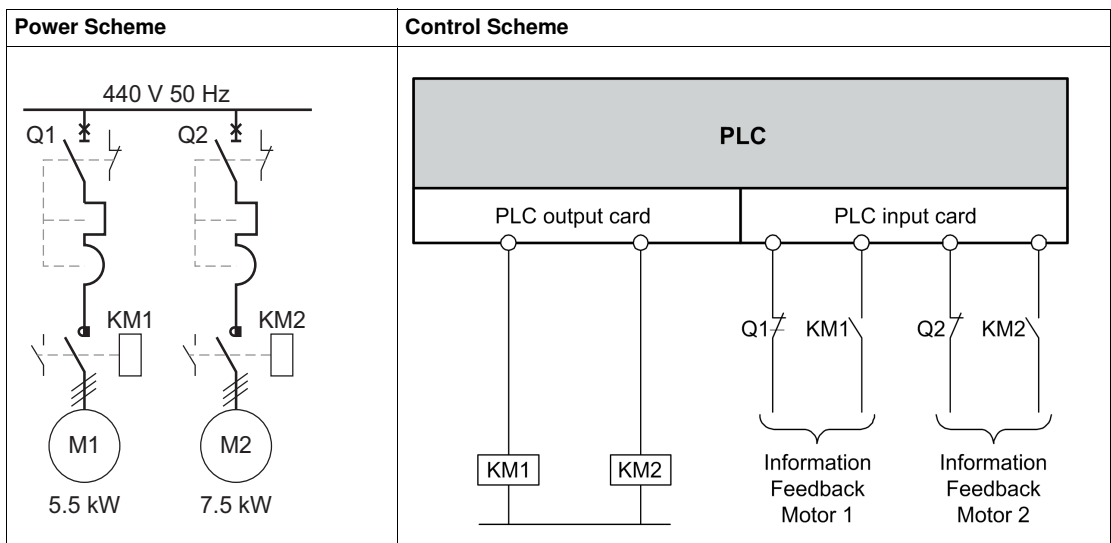 Power Scheme
Control Scheme
440 V 50 Hz
Q1
Q2
KM1
KM2
M1
M2
5.5 kW
7.5 kW
PLC
PLC output card
PLC input card
Q1
KM1
Q2
KM2
KM1
KM2
Information
Feedback
Motor 1
Information
Feedback
Motor 2